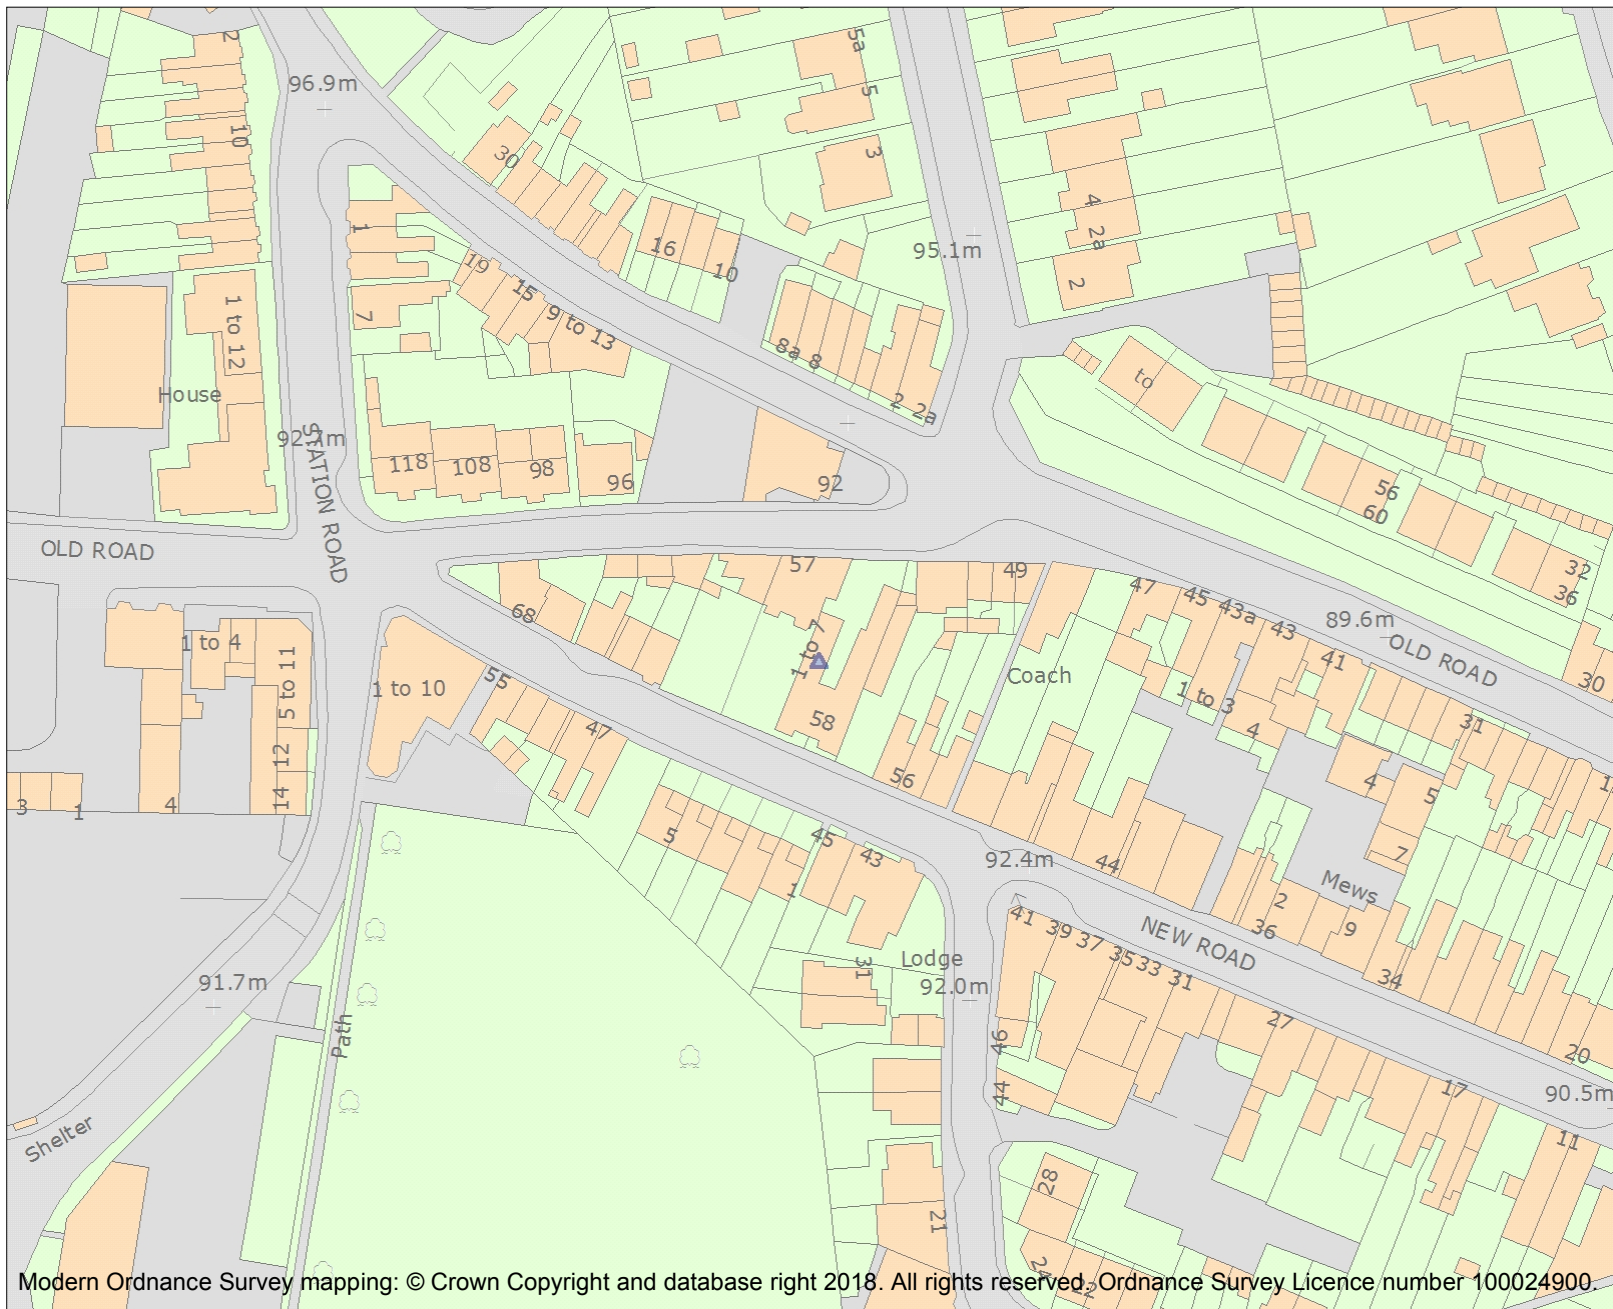 2
96.9m
10
30
5a
5
3
4
2a
2
95.1m
1
19
15
9 to 13
7
16
10
8a 8
2 2a
1 to 12
House
92.7m
STATION ROAD
118
108
98
96
92
to
56
60
32
36
OLD ROAD
68
57
49
47
45
43a
43
41
89.6m
OLD ROAD
30
1 to 4
5 to 11
12
14
3
1
4
1 to 10
55
47
1 to 7
58
56
Coach
1 to 3
4
31
4
5
7
Mews
5
1
45
43
92.4m
44
2
36
9
34
NEW ROAD
41
39
37
35
33
31
27
20
17
90.5m
11
31
Lodge
92.0m
46
44
91.7m
Path
Shelter
21
28
24
22
Modern Ordnance Survey mapping: © Crown Copyright and database right 2018. All rights reserved. Ordnance Survey Licence number 100024900.